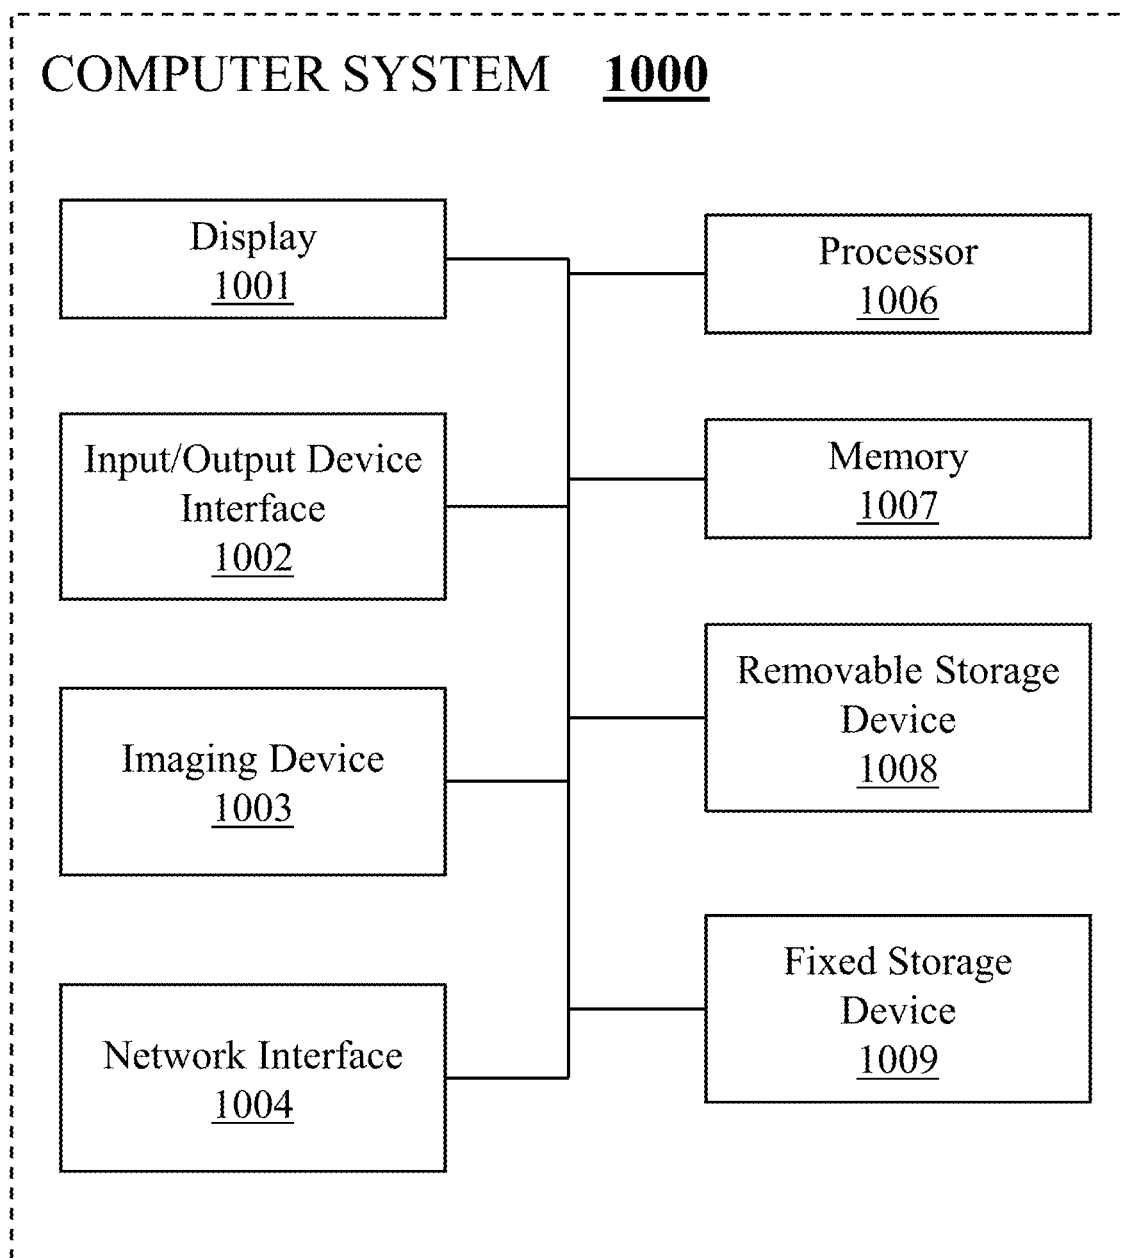 COMPUTER SYSTEM 1000
Display
1001
Input/Output Device
Interface
1002
Imaging Device
1003
Network Interface
1004
Processor
1006
Memory
1007
Removable Storage
Device
1008
Fixed Storage
Device
1009